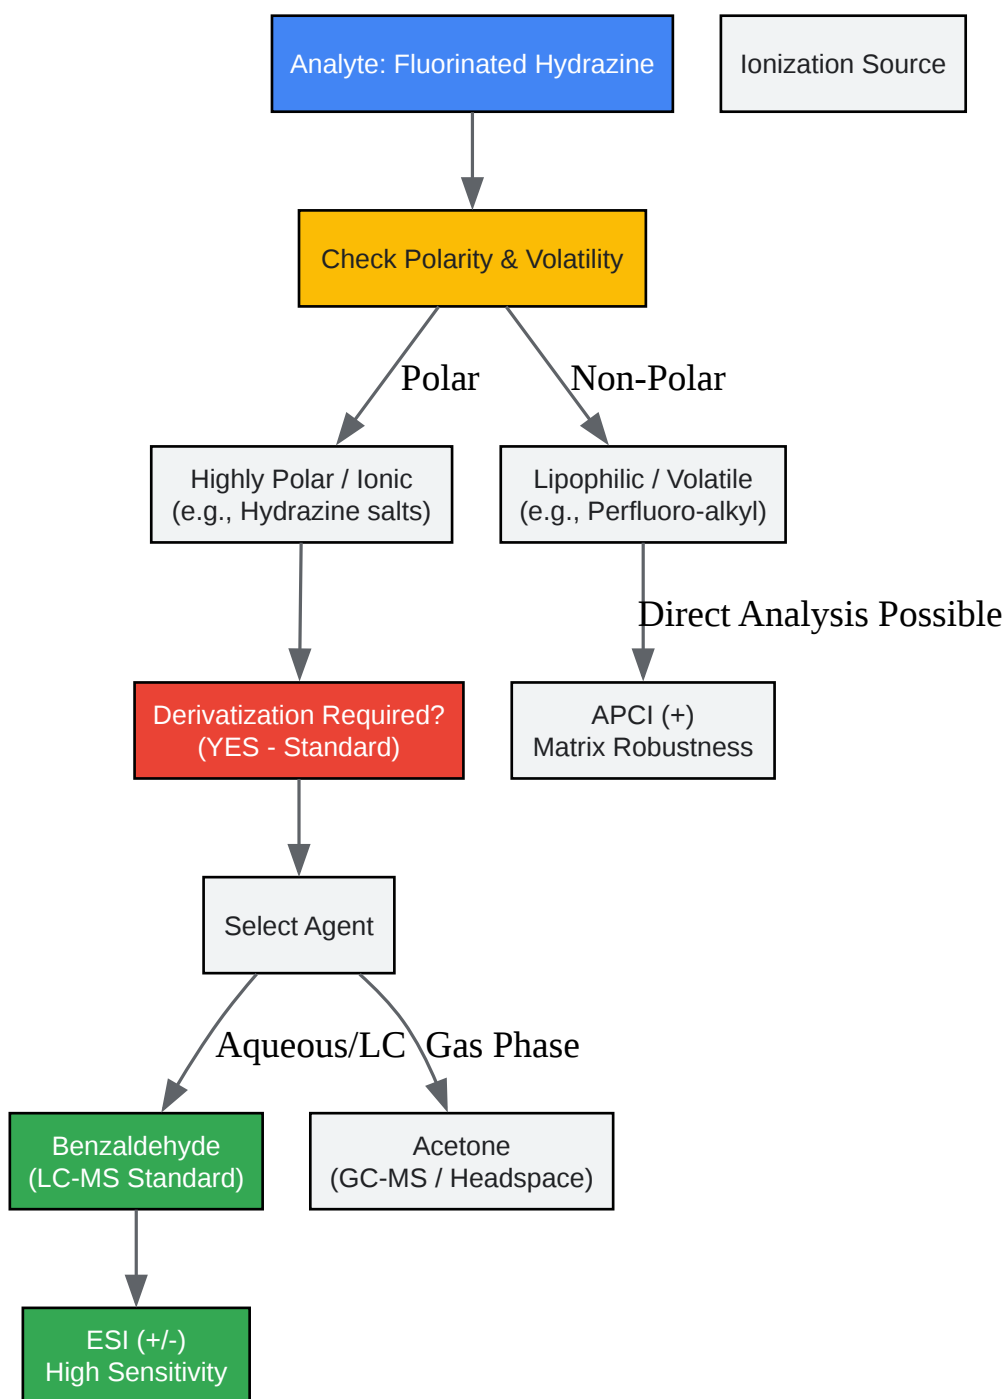 Analyte: Fluorinated Hydrazine
Ionization Source
Check Polarity & Volatility
Polar
Non-Polar
Highly Polar / Ionic
(e.g., Hydrazine salts)
Lipophilic / Volatile
(e.g., Perfluoro-alkyl)
Direct Analysis Possible
Derivatization Required?
(YES - Standard)
APCI (+)
Matrix Robustness
Select Agent
Aqueous/LC
Gas Phase
Benzaldehyde
(LC-MS Standard)
Acetone
(GC-MS / Headspace)
ESI (+/-)
High Sensitivity